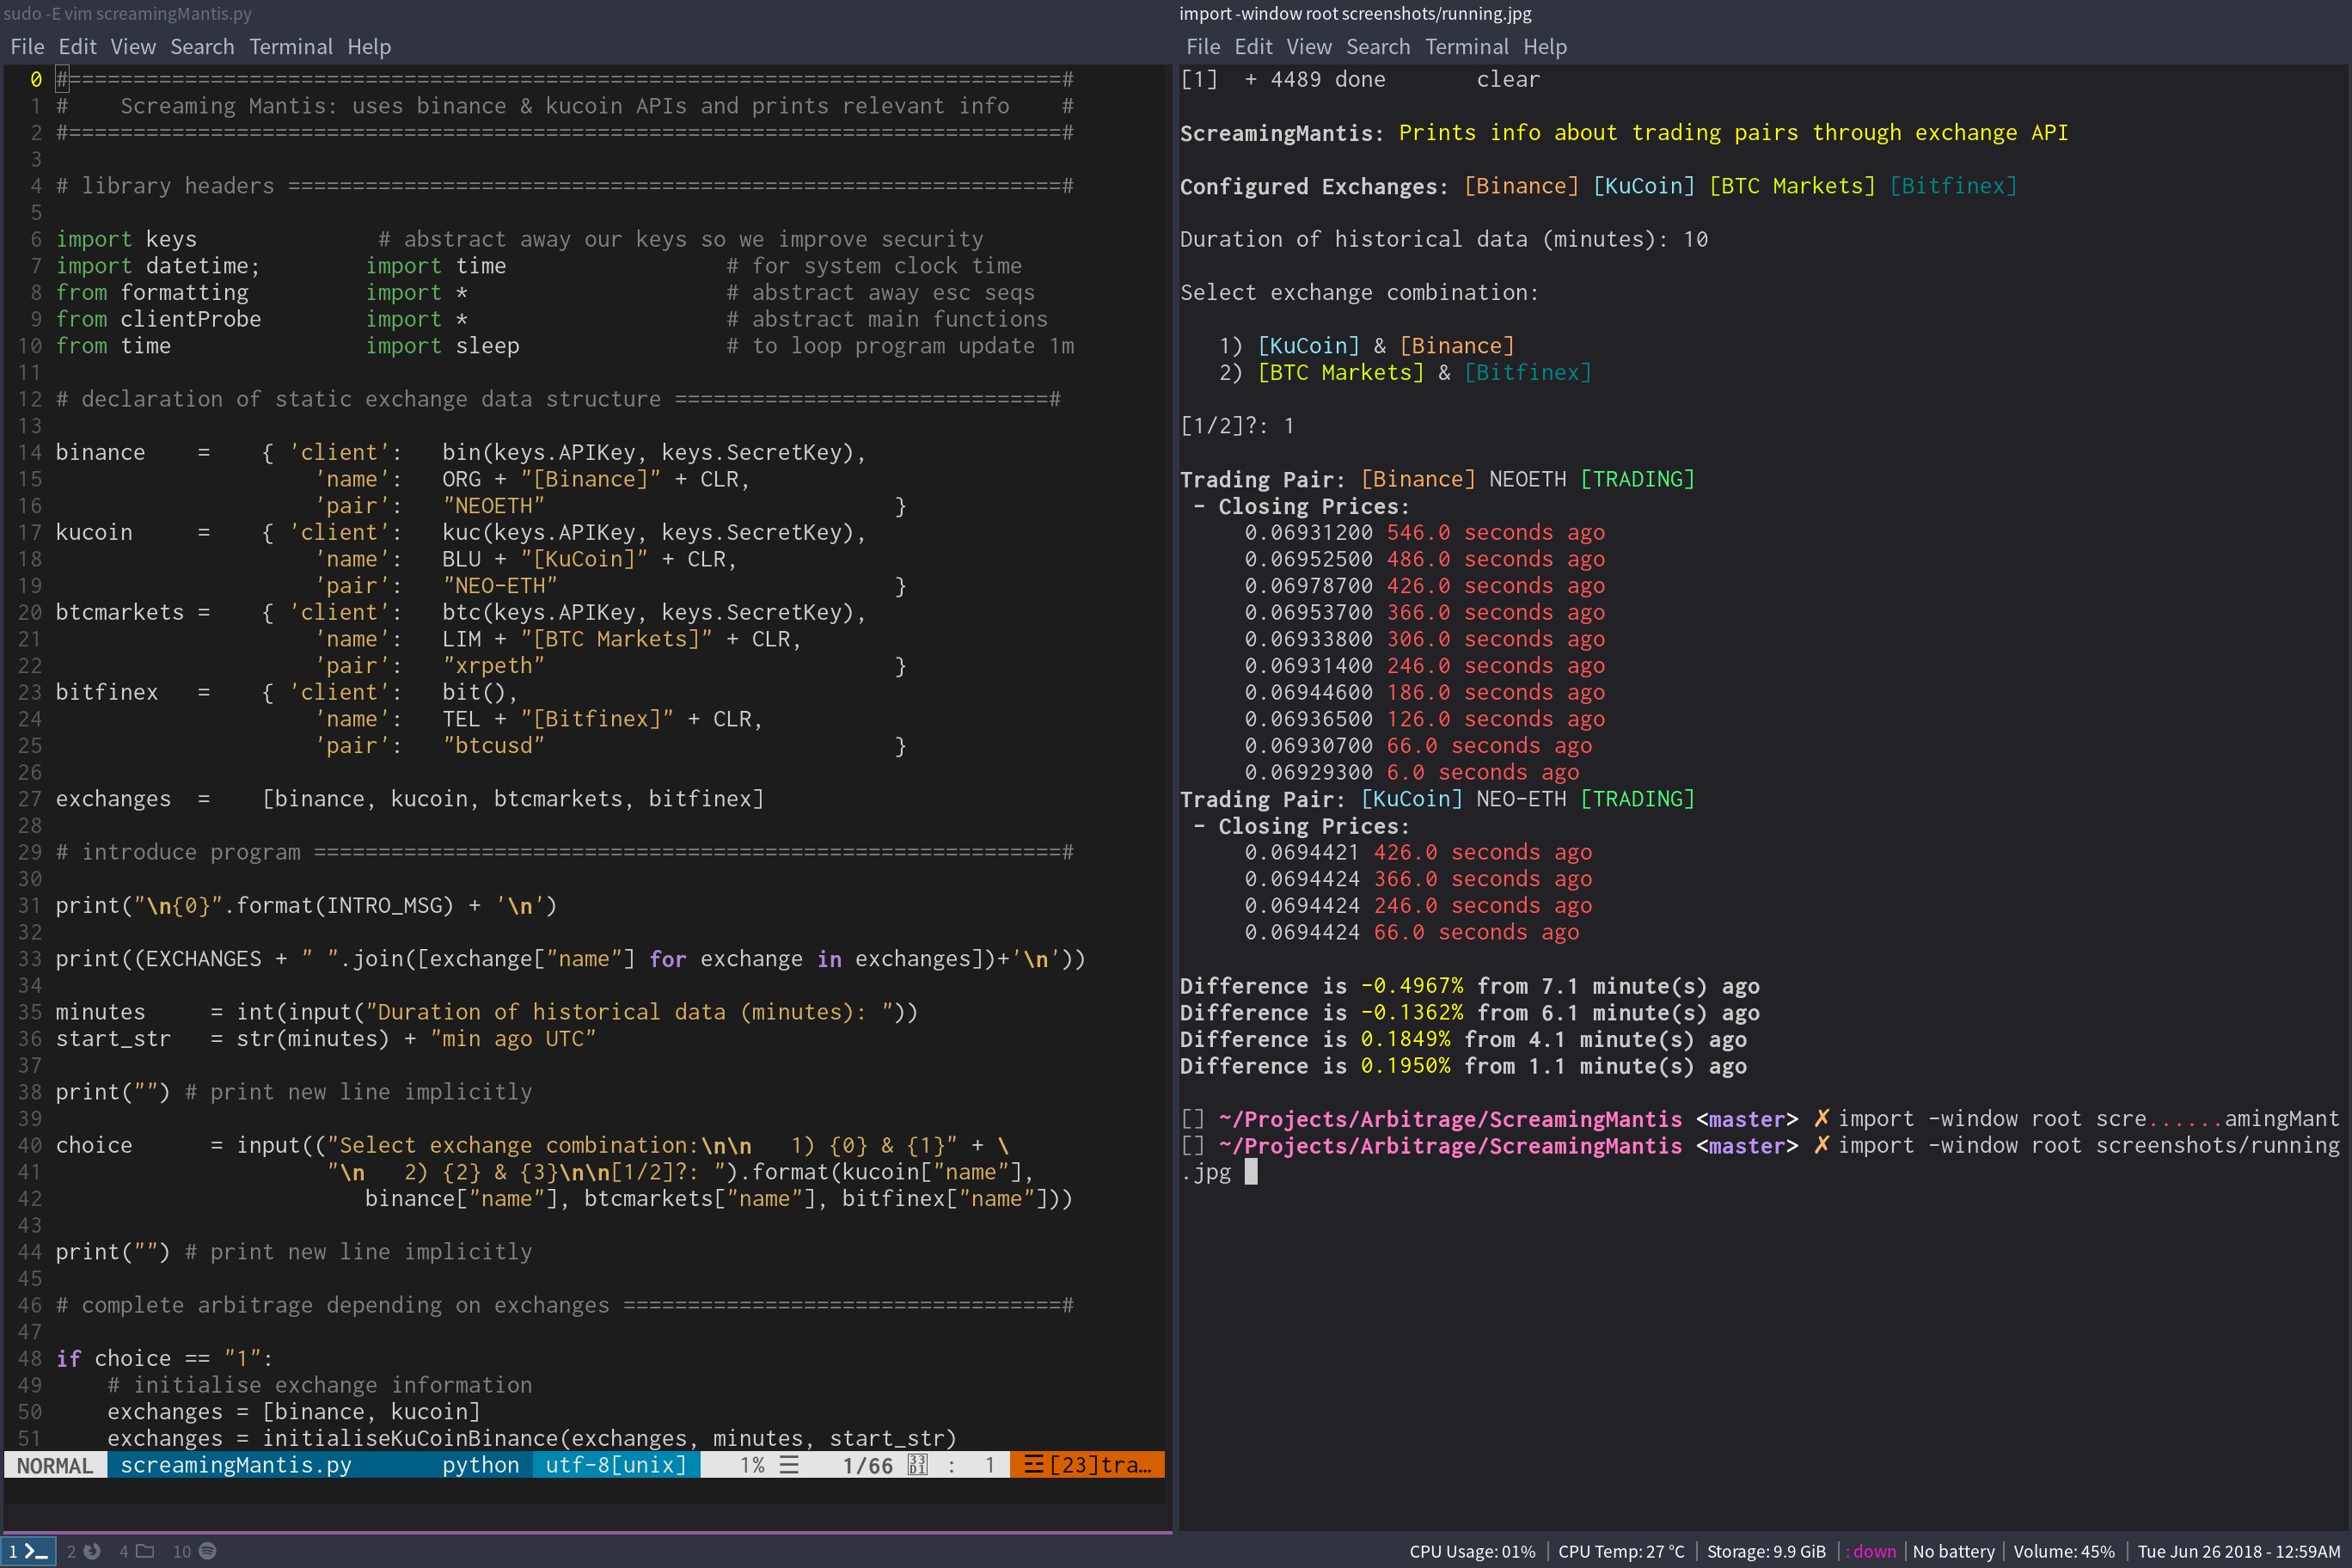 sudo -E vim screamingMantis.py
File Edit View Search Terminal Help
0 #=============================================================================#
1 #    Screaming Mantis: uses binance & kucoin APIs and prints relevant info    #
2 #=============================================================================#
3
4 # library headers ============================================================#
5
6 import keys              # abstract away our keys so we improve security
7 import datetime;        import time                 # for system clock time
8 from formatting         import *                    # abstract away esc seqs
9 from clientProbe        import *                    # abstract main functions
10 from time               import sleep                # to loop program update 1m
11
12 # declaration of static exchange data structure =============================#
13
14 binance    =    { 'client':   bin(keys.APIKey, keys.SecretKey),
15                     'name':   ORG + "[Binance]" + CLR,
16                     'pair':   "NEOETH"                           }
17 kucoin     =    { 'client':   kuc(keys.APIKey, keys.SecretKey),
18                     'name':   BLU + "[KuCoin]" + CLR,
19                     'pair':   "NEO-ETH"                          }
20 btcmarkets =    { 'client':   btc(keys.APIKey, keys.SecretKey),
21                     'name':   LIM + "[BTC Markets]" + CLR,
22                     'pair':   "xrpeth"                           }
23 bitfinex   =    { 'client':   bit(),
24                     'name':   TEL + "[Bitfinex]" + CLR,
25                     'pair':   "btcusd"                           }
26
27 exchanges  =    [binance, kucoin, btcmarkets, bitfinex]
28
29 # introduce program ==========================================================#
30
31 print("\n{0}".format(INTRO_MSG) + '\n')
32
33 print((EXCHANGES + " ".join([exchange["name"] for exchange in exchanges])+'\n'))
34
35 minutes     = int(input("Duration of historical data (minutes): "))
36 start_str   = str(minutes) + "min ago UTC"
37
38 print("") # print new line implicitly
39
40 choice      = input(("Select exchange combination:\n\n   1) {0} & {1}" + \
41                      "\n   2) {2} & {3}\n\n[1/2]?: ").format(kucoin["name"],
42                         binance["name"], btcmarkets["name"], bitfinex["name"]))
43
44 print("") # print new line implicitly
45
46 # complete arbitrage depending on exchanges ==================================#
47
48 if choice == "1":
49     # initialise exchange information
50     exchanges = [binance, kucoin]
51     exchanges = initialiseKuCoinBinance(exchanges, minutes, start_str)
NORMAL screamingMantis.py python utf-8[unix] 1% ☰ 1/66 : 1 ☲[23]tra…
import -window root screenshots/running.jpg
File Edit View Search Terminal Help
[1]  + 4489 done       clear
ScreamingMantis: Prints info about trading pairs through exchange API
Configured Exchanges: [Binance] [KuCoin] [BTC Markets] [Bitfinex]
Duration of historical data (minutes): 10
Select exchange combination:
1) [KuCoin] & [Binance]
2) [BTC Markets] & [Bitfinex]
[1/2]?: 1
Trading Pair: [Binance] NEOETH [TRADING]
- Closing Prices:
0.06931200 546.0 seconds ago
0.06952500 486.0 seconds ago
0.06978700 426.0 seconds ago
0.06953700 366.0 seconds ago
0.06933800 306.0 seconds ago
0.06931400 246.0 seconds ago
0.06944600 186.0 seconds ago
0.06936500 126.0 seconds ago
0.06930700 66.0 seconds ago
0.06929300 6.0 seconds ago
Trading Pair: [KuCoin] NEO-ETH [TRADING]
- Closing Prices:
0.0694421 426.0 seconds ago
0.0694424 366.0 seconds ago
0.0694424 246.0 seconds ago
0.0694424 66.0 seconds ago
Difference is -0.4967% from 7.1 minute(s) ago
Difference is -0.1362% from 6.1 minute(s) ago
Difference is 0.1849% from 4.1 minute(s) ago
Difference is 0.1950% from 1.1 minute(s) ago
[] ~/Projects/Arbitrage/ScreamingMantis <master> ✗ import -window root scre......amingMant
[] ~/Projects/Arbitrage/ScreamingMantis <master> ✗ import -window root screenshots/running
.jpg
1 2 4 10
CPU Usage: 01% | CPU Temp: 27 °C | Storage: 9.9 GiB | : down | No battery | Volume: 45% | Tue Jun 26 2018 - 12:59AM